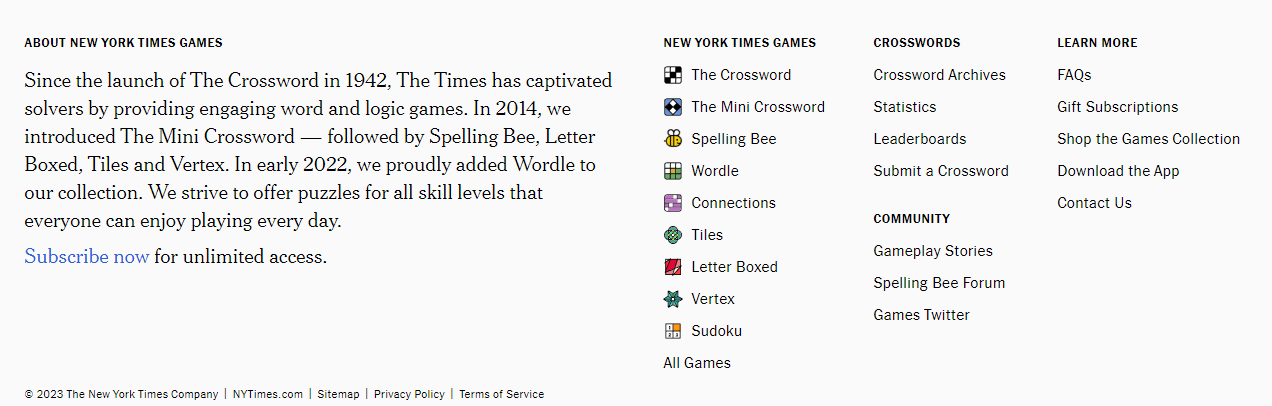 ABOUT NEW YORK TIMES GAMES
Since the launch of The Crossword in 1942, The Times has captivated
solvers by providing engaging word and logic games. In 2014, we
introduced The Mini Crossword — followed by Spelling Bee, Letter
Boxed, Tiles and Vertex. In early 2022, we proudly added Wordle to
our collection. We strive to offer puzzles for all skill levels that
everyone can enjoy playing every day.
Subscribe now for unlimited access.
NEW YORK TIMES GAMES
The Crossword
The Mini Crossword
Spelling Bee
Wordle
Connections
Tiles
Letter Boxed
Vertex
Sudoku
All Games
CROSSWORDS
Crossword Archives
Statistics
Leaderboards
Submit a Crossword
COMMUNITY
Gameplay Stories
Spelling Bee Forum
Games Twitter
LEARN MORE
FAQs
Gift Subscriptions
Shop the Games Collection
Download the App
Contact Us
© 2023 The New York Times Company | NYTimes.com | Sitemap | Privacy Policy | Terms of Service